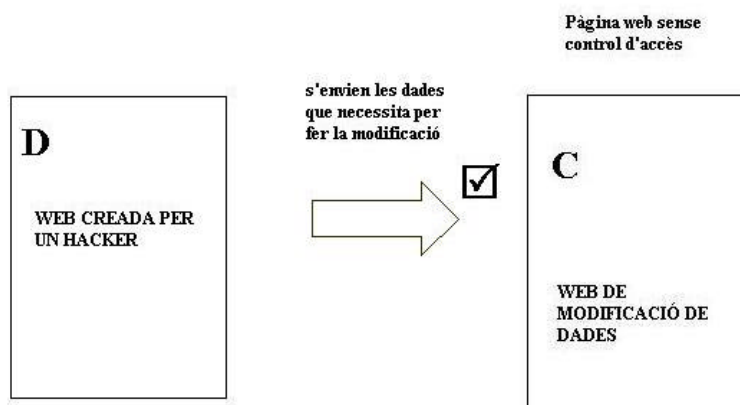 Pàgina web sense
control d'accès
s'envien les dades
que necessita per
fer la modificació
D
WEB CREADA PER
UN HACKER
C
WEB DE
MODIFICACIÓ DE
DADES